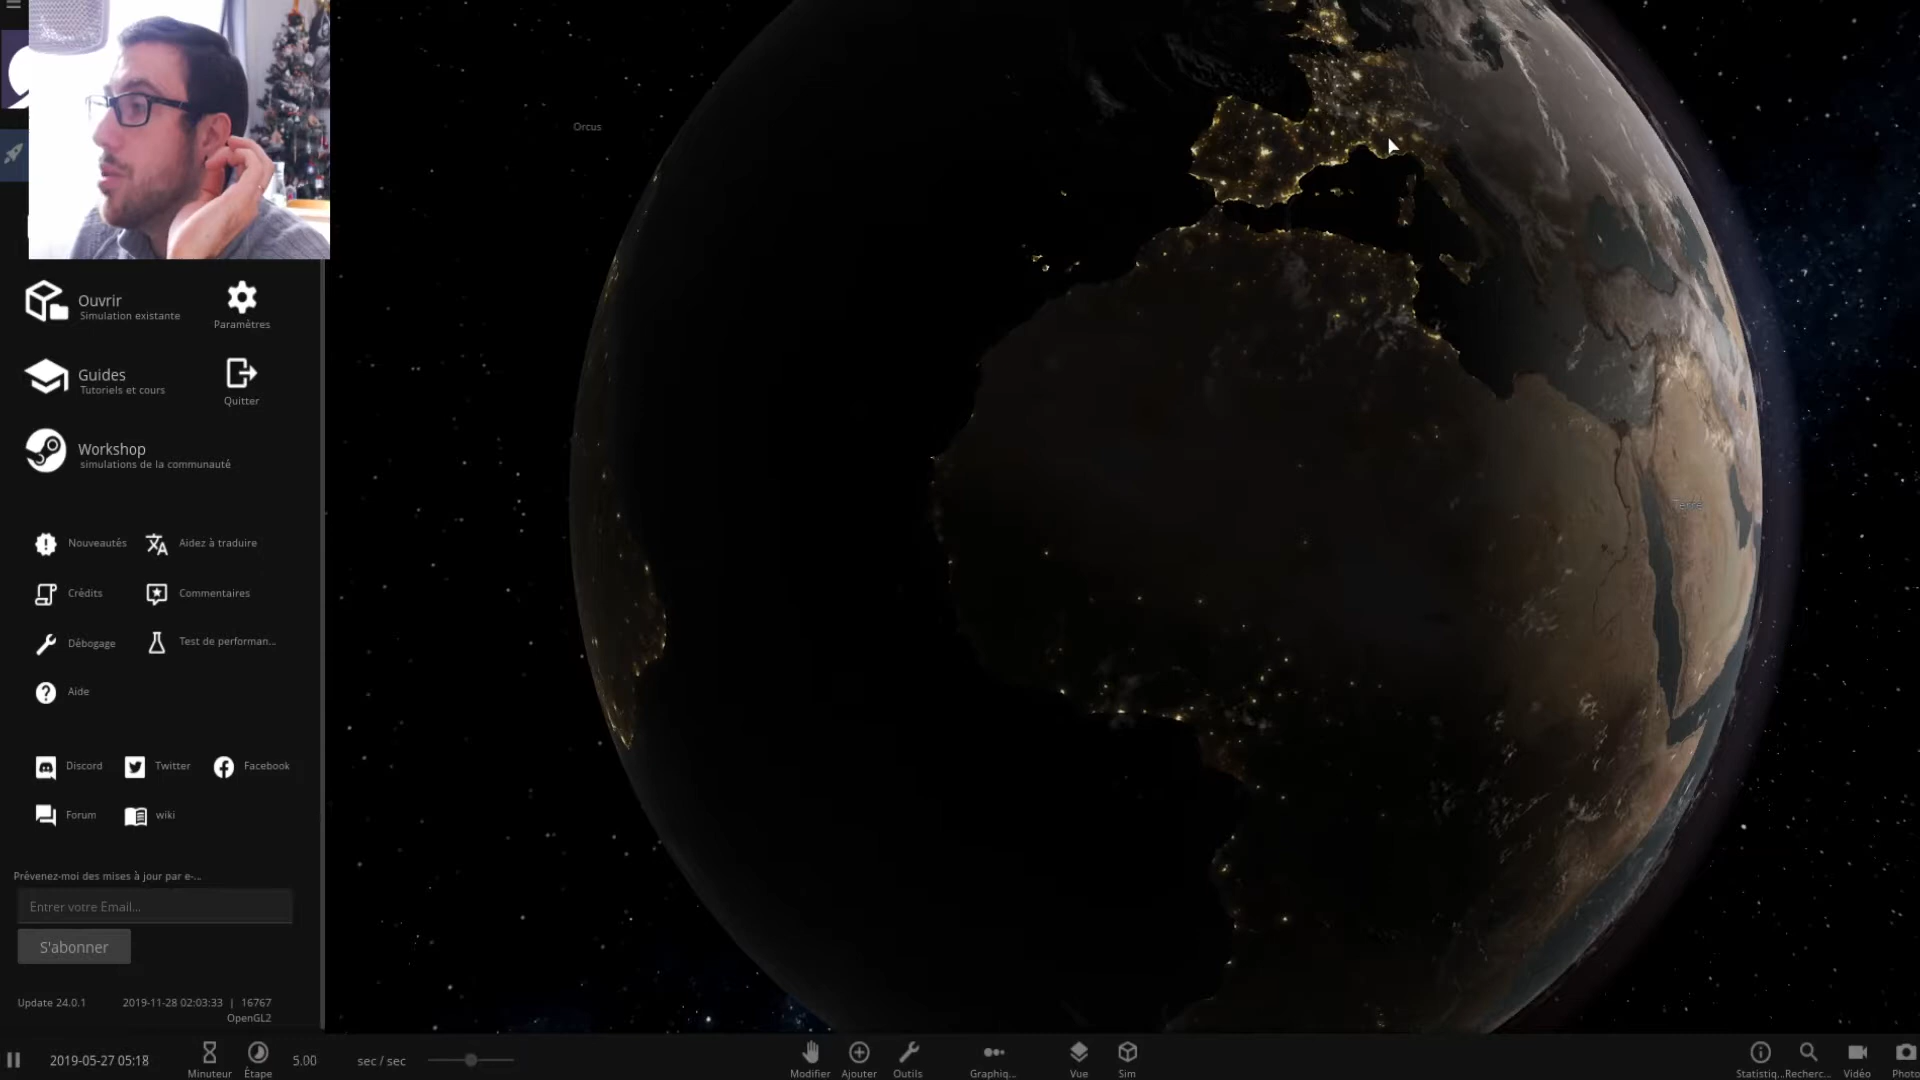 Orcus
Ouvrir
Simulation existante
Paramètres
Guides
Tutoriels et cours
Quitter
Workshop
simulations de la communauté
Terre
Nouveautés
Aidez à traduire
Crédits
Commentaires
Débogage
Test de performan...
Aide
Discord
Twitter
Facebook
Forum
wiki
Prévenez-moi des mises à jour par e-...
Entrer votre Email...
S'abonner
Update 24.0.1
2019-11-28 02:03:33 | 16767
OpenGL2
2019-05-27 05:18
Minuteur
Étape
5.00
sec / sec
Modifier
Ajouter
Outils
Graphiq...
Vue
Sim
Statistiq...
Recherc...
Vidéo
Photo